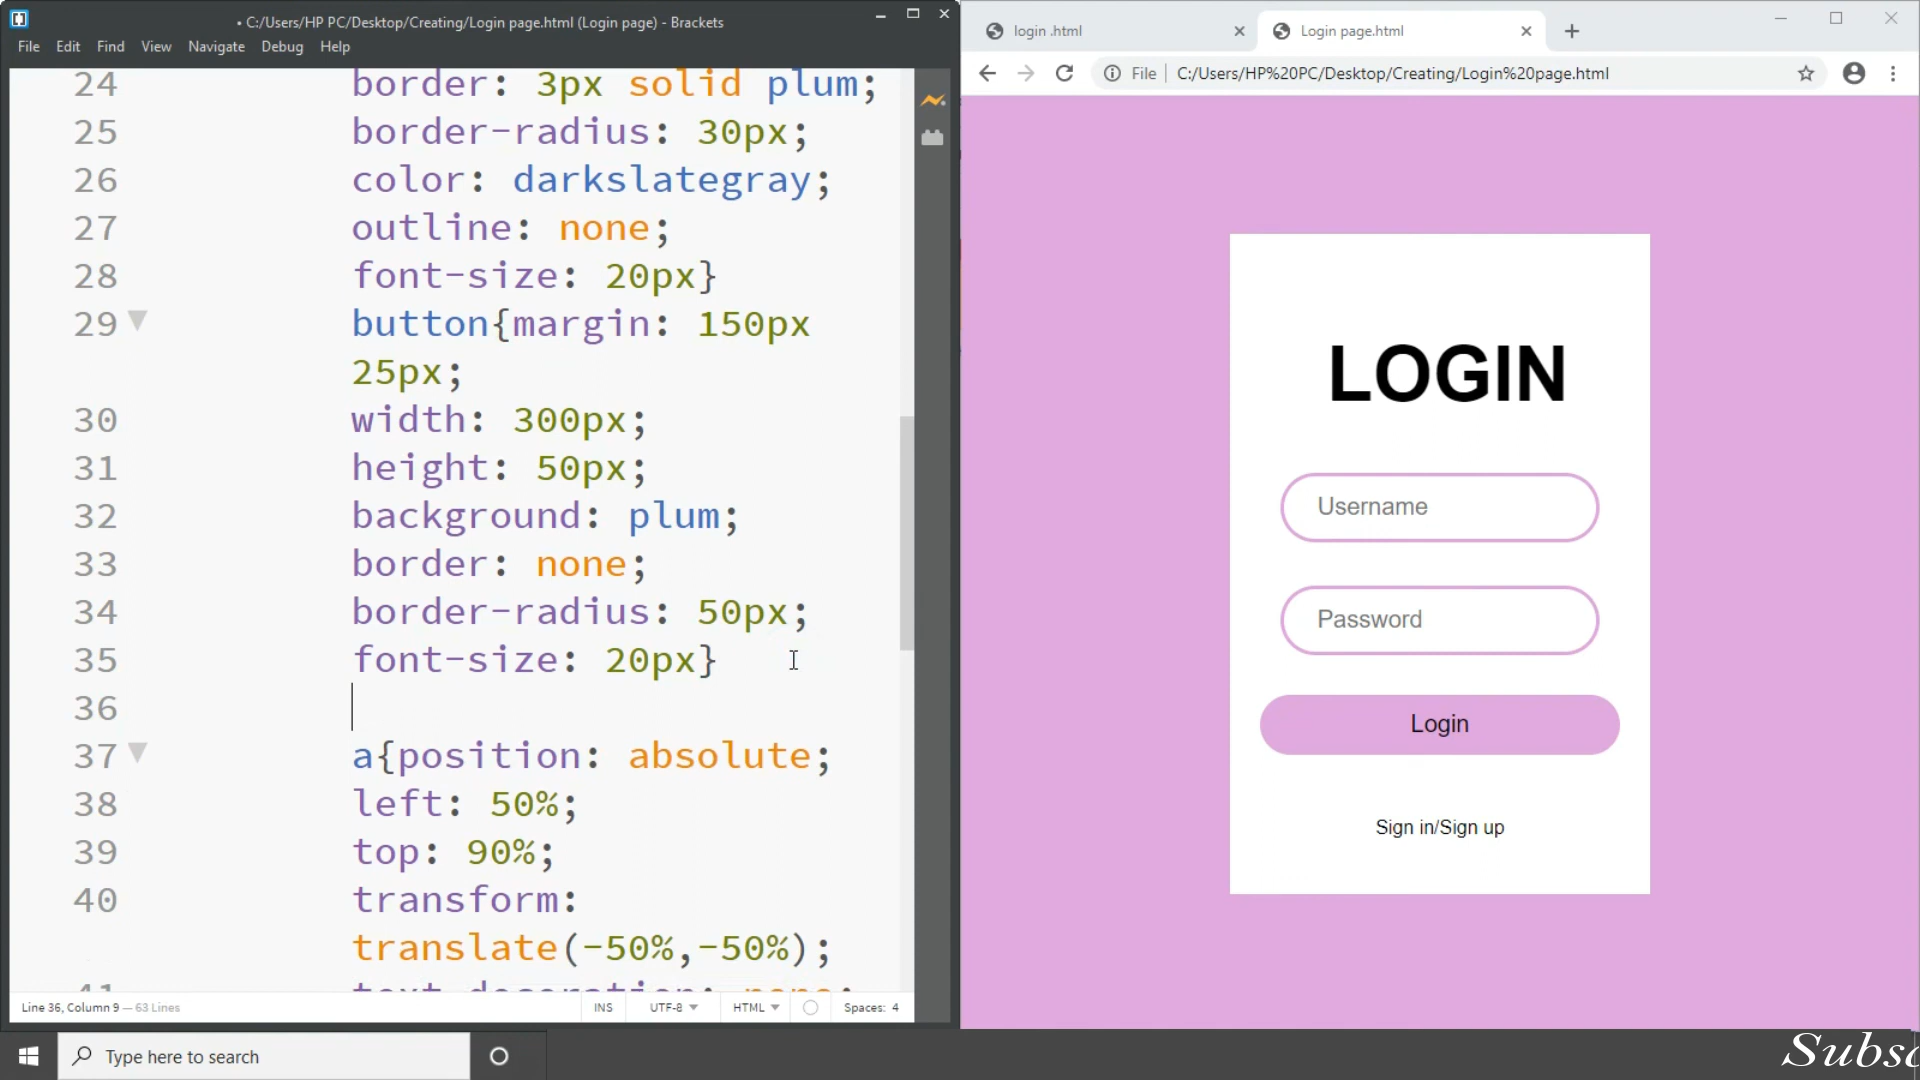 • C:/Users/HP PC/Desktop/Creating/Login page.html (Login page) - Brackets
File Edit Find View Navigate Debug Help
24 border: 3px solid plum;
25 border-radius: 30px;
26 color: darkslategray;
27 outline: none;
28 font-size: 20px}
29 button{margin: 150px
25px;
30 width: 300px;
31 height: 50px;
32 background: plum;
33 border: none;
34 border-radius: 50px;
35 font-size: 20px}
36
37 a{position: absolute;
38 left: 50%;
39 top: 90%;
40 transform:
translate(-50%,-50%);
41 text-decoration: none;
Line 36, Column 9 — 63 Lines INS UTF-8 HTML Spaces: 4
login .html Login page.html
File C:/Users/HP%20PC/Desktop/Creating/Login%20page.html
LOGIN
Username
Password
Login
Sign in/Sign up
Type here to search
Subsc